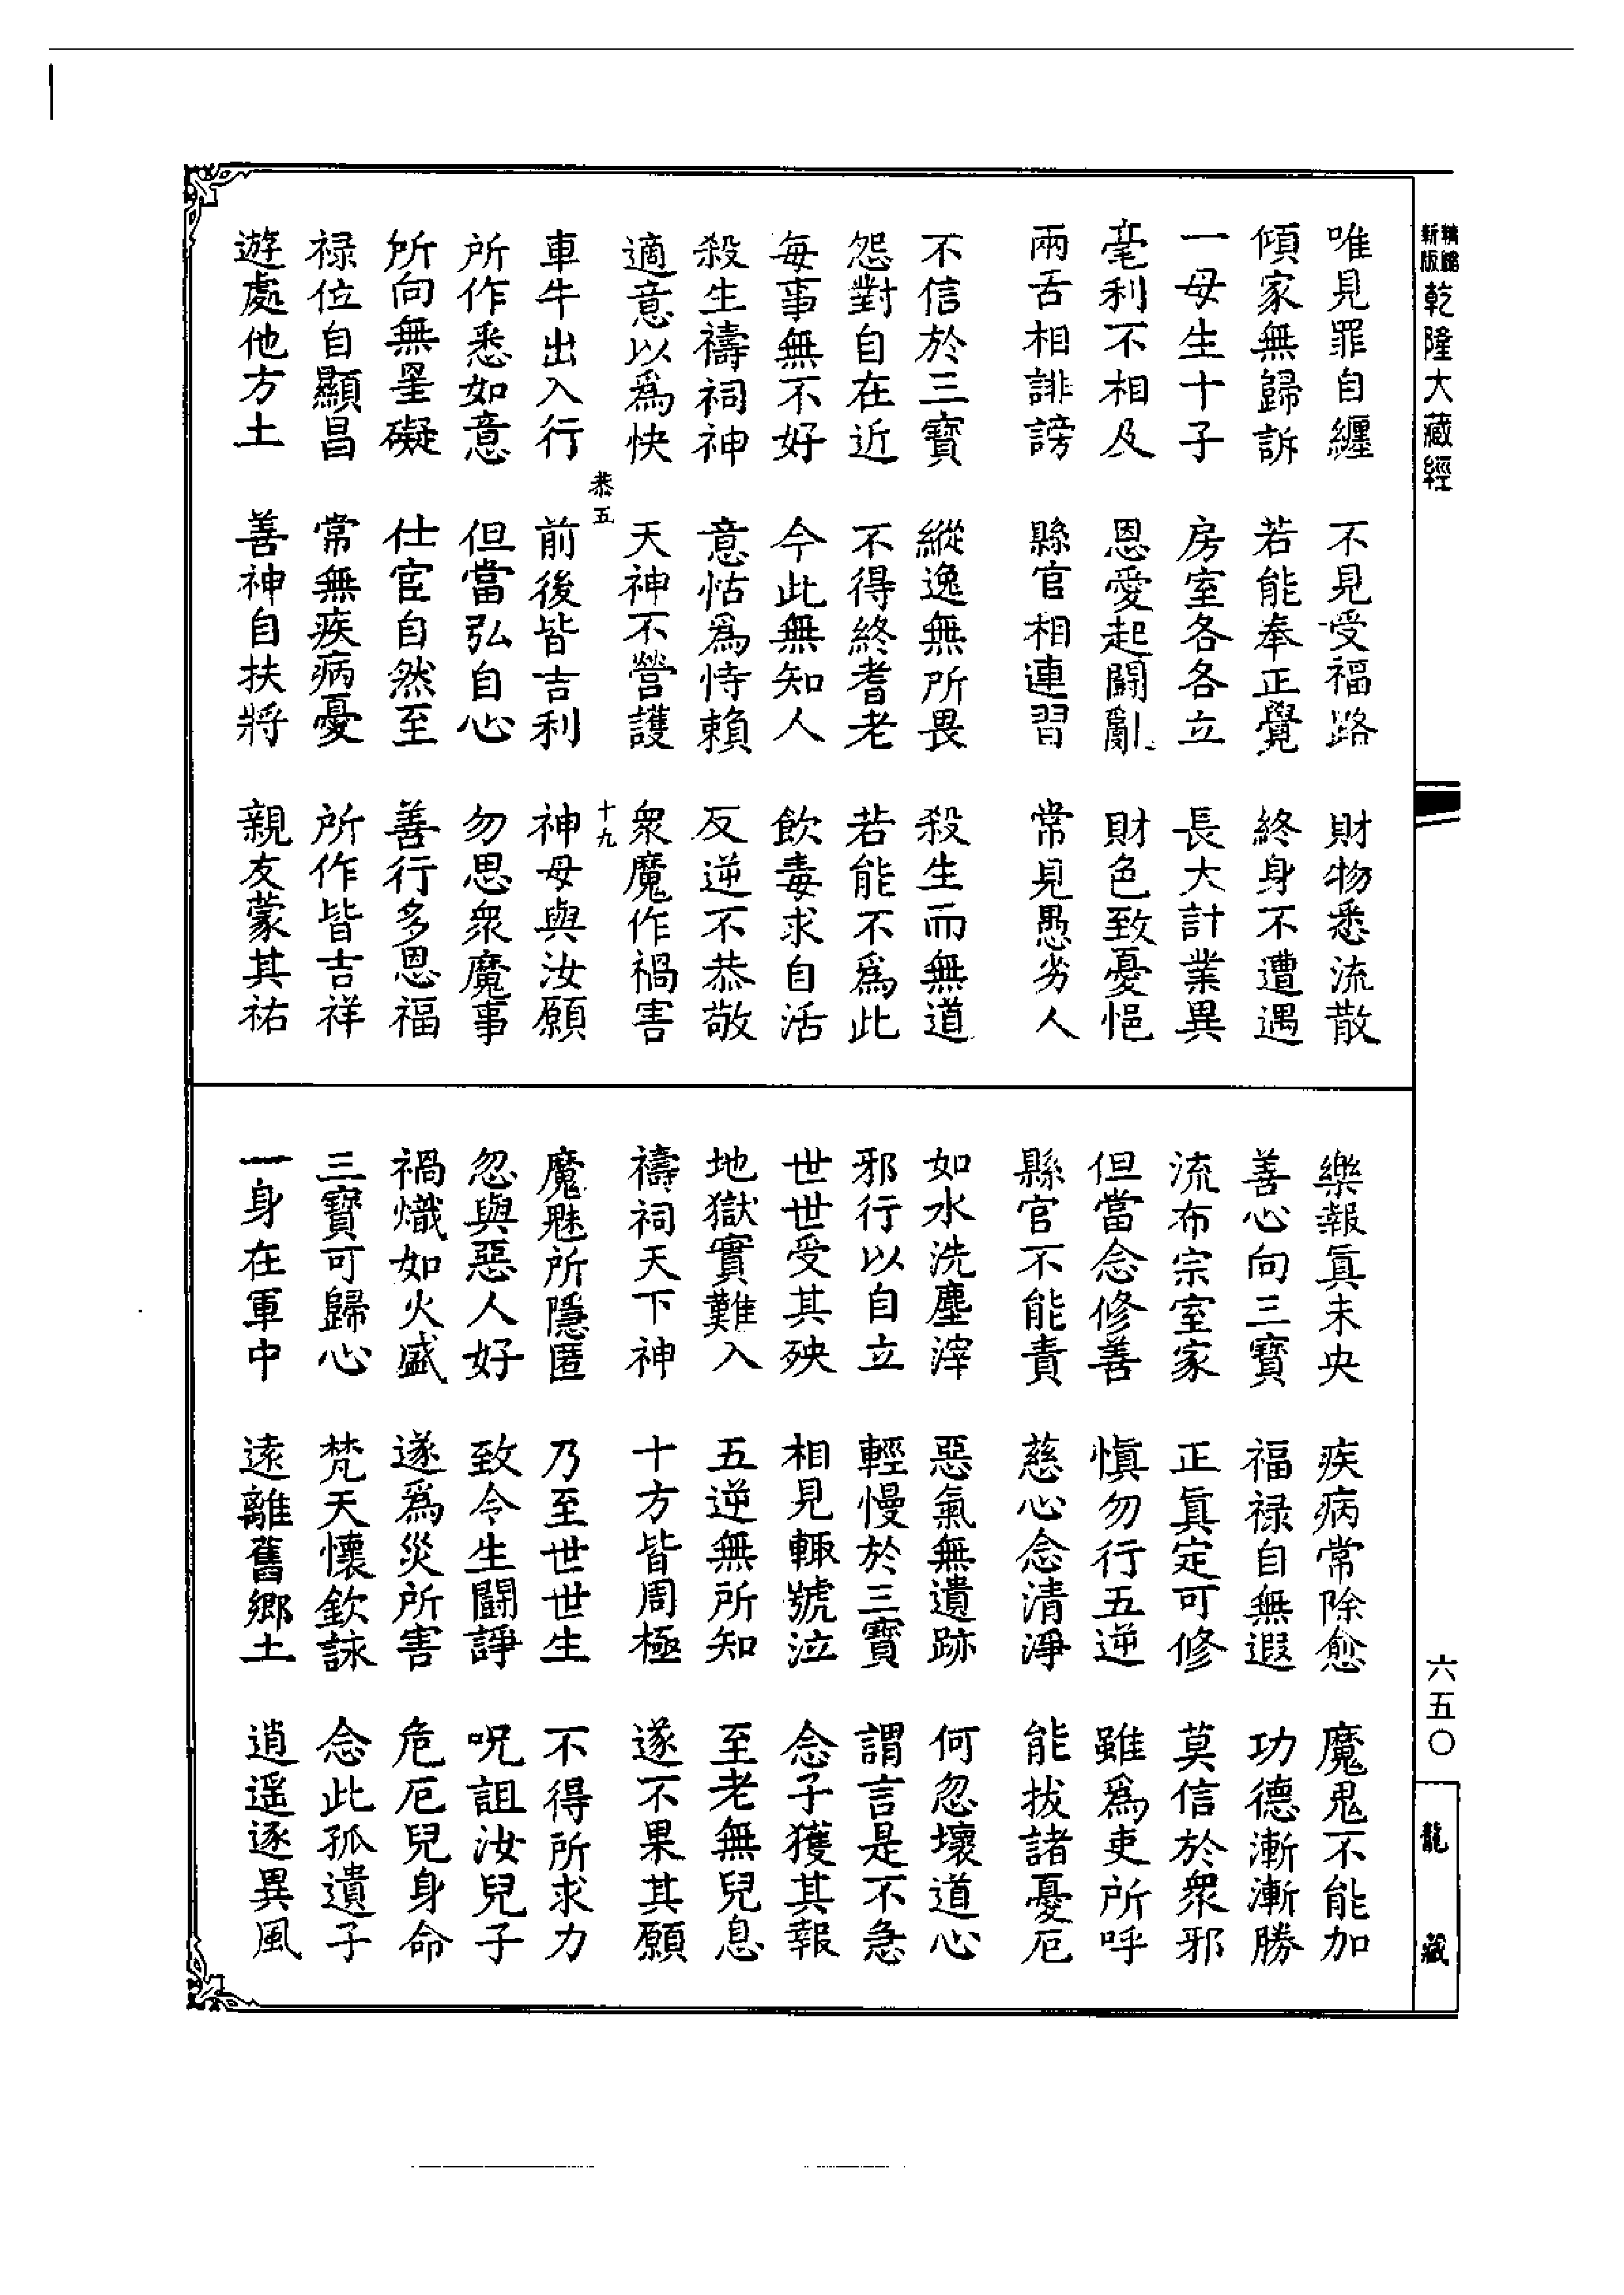 新版
乾隆大藏經
唯見罪自纒　不見受福路　財物悉流散
傾家無歸訴　若能奉正覺　終身不遭遇
一母生十子　房室各各立　長大計業異
毫利不相及　恩愛起鬬亂　財色致憂悒
兩舌相誹謗　縣官相連習　常見愚劣人
不信於三寶　縱逸無所畏　殺生而無道
怨對自在近　不得終耆老　若能不爲此
每事無不好　今此無知人　飲毒求自活
殺生禱祠神　意怙爲恃賴　反逆不恭敬
適意以爲快　天神不營護　衆魔作禍害
恭五　十九
車牛出入行　前後皆吉利　神母與汝願
所作悉如意　但當弘自心　勿思衆魔事
所向無罣礙　仕宦自然至　善行多恩福
禄位自顯昌　常無疾病憂　所作皆吉祥
遊處他方土　善神自扶將　親友蒙其祐
樂報眞未央　疾病常除愈　魔鬼不能加
善心向三寶　福禄自無遐　功德漸漸勝
流布宗室家　正眞定可修　莫信於衆邪
但當念修善　愼勿行五逆　雖爲吏所呼
縣官不能責　慈心念清淨　能拔諸憂厄
如水洗塵滓　惡氣無遺跡　何忽壞道心
邪行以自立　輕慢於三寶　謂言是不急
世世受其殃　相見輒號泣　念子獲其報
地獄實難入　五逆無所知　至老無兒息
禱祠天下神　十方皆周極　遂不果其願
魔魅所隱匿　乃至世世生　不得所求力
忽與惡人好　致令生鬬諍　呪詛汝兒子
禍熾如火盛　遂爲災所害　危厄兒身命
三寶可歸心　梵天懷欽詠　念此孤遺子
一身在軍中　遠離舊鄉土　逍遥逐異風
六五〇
龍藏